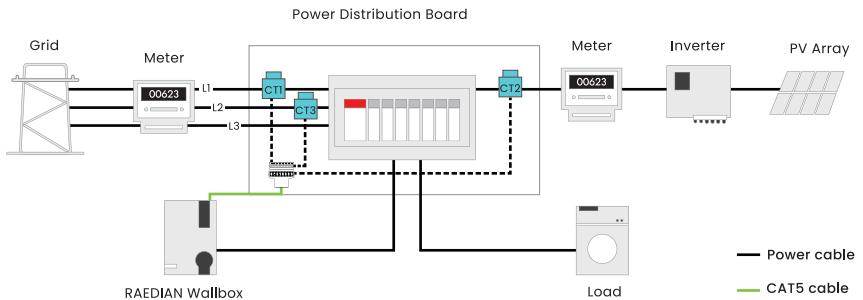 Power Distribution Board
Grid
Meter
Meter
Inverter
PV Array
00623
L1
CT1
CT2
00623
L2
CT3
L3
RAEDIAN Wallbox
Load
Power cable
CAT5 cable